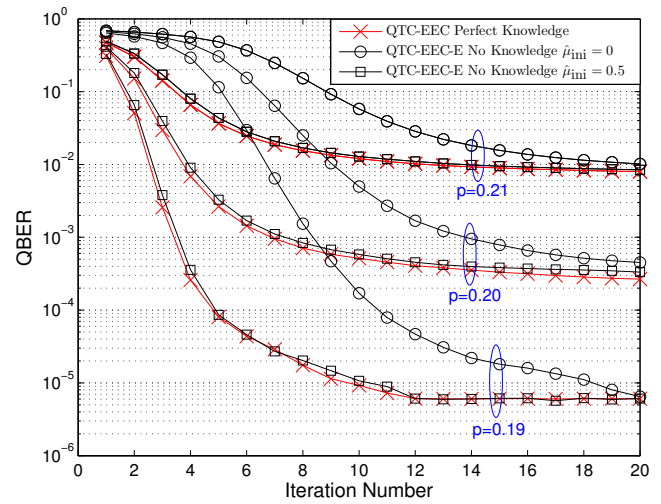 QTC-EEC Perfect Knowledge
QTC-EEC-E No Knowledge μ̂ini = 0
QTC-EEC-E No Knowledge μ̂ini = 0.5
10^0
10^−1
10^−2
10^−3
10^−4
10^−5
10^−6
QBER
p=0.21
p=0.20
p=0.19
0 2 4 6 8 10 12 14 16 18 20
Iteration Number